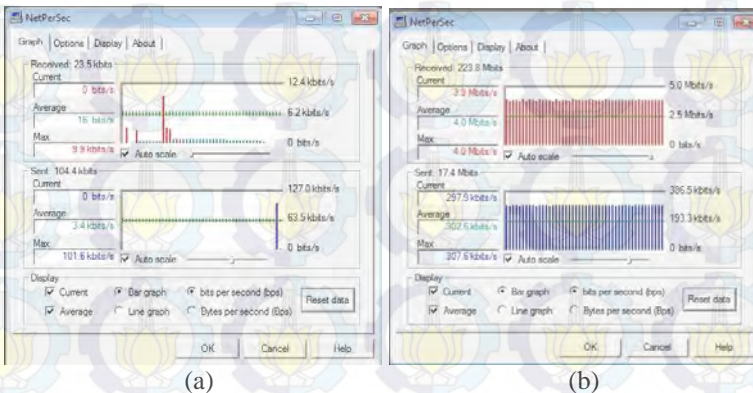 NetPerSec
Graph Options Display About
Received: 23.5 kbits
Current
0 bits/s
Average
16 bits/s
Max
9.9 kbits/s
12.4 kbits/s
6.2 kbits/s
0 bits/s
Auto scale
Sent: 104.4 kbits
Current
0 bits/s
Average
3.4 kbits/s
Max
101.6 kbits/s
127.0 kbits/s
63.5 kbits/s
0 bits/s
Auto scale
Display
Current Bar graph bits per second (bps)
Average Line graph Bytes per second (Bps)
Reset data
OK Cancel Help
(a)
NetPerSec
Graph Options Display About
Received: 223.8 Mbits
Current
3.9 Mbits/s
Average
4.0 Mbits/s
Max
4.0 Mbits/s
5.0 Mbits/s
2.5 Mbits/s
0 bits/s
Auto scale
Sent: 17.4 Mbits
Current
297.9 kbits/s
Average
302.6 kbits/s
Max
307.6 kbits/s
386.5 kbits/s
193.3 kbits/s
0 bits/s
Auto scale
Display
Current Bar graph bits per second (bps)
Average Line graph Bytes per second (Bps)
Reset data
OK Cancel Help
(b)